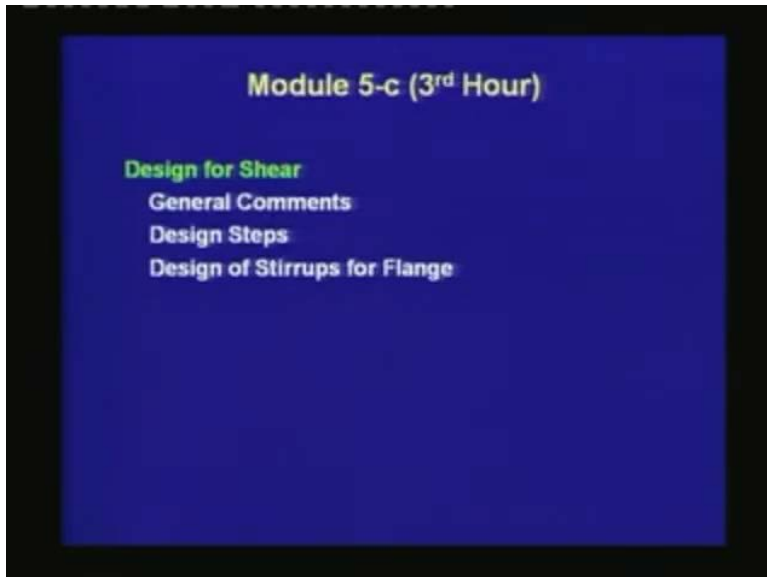 Module 5-c (3rd Hour)
Design for Shear
General Comments
Design Steps
Design of Stirrups for Flange